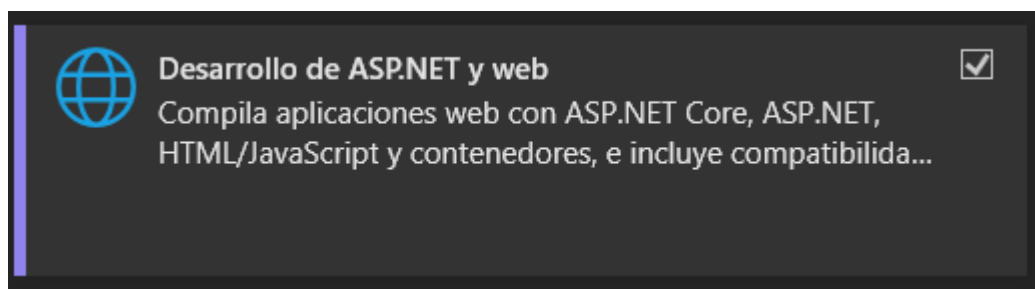 Desarrollo de ASP.NET y web
Compila aplicaciones web con ASP.NET Core, ASP.NET,
HTML/JavaScript y contenedores, e incluye compatibilida...